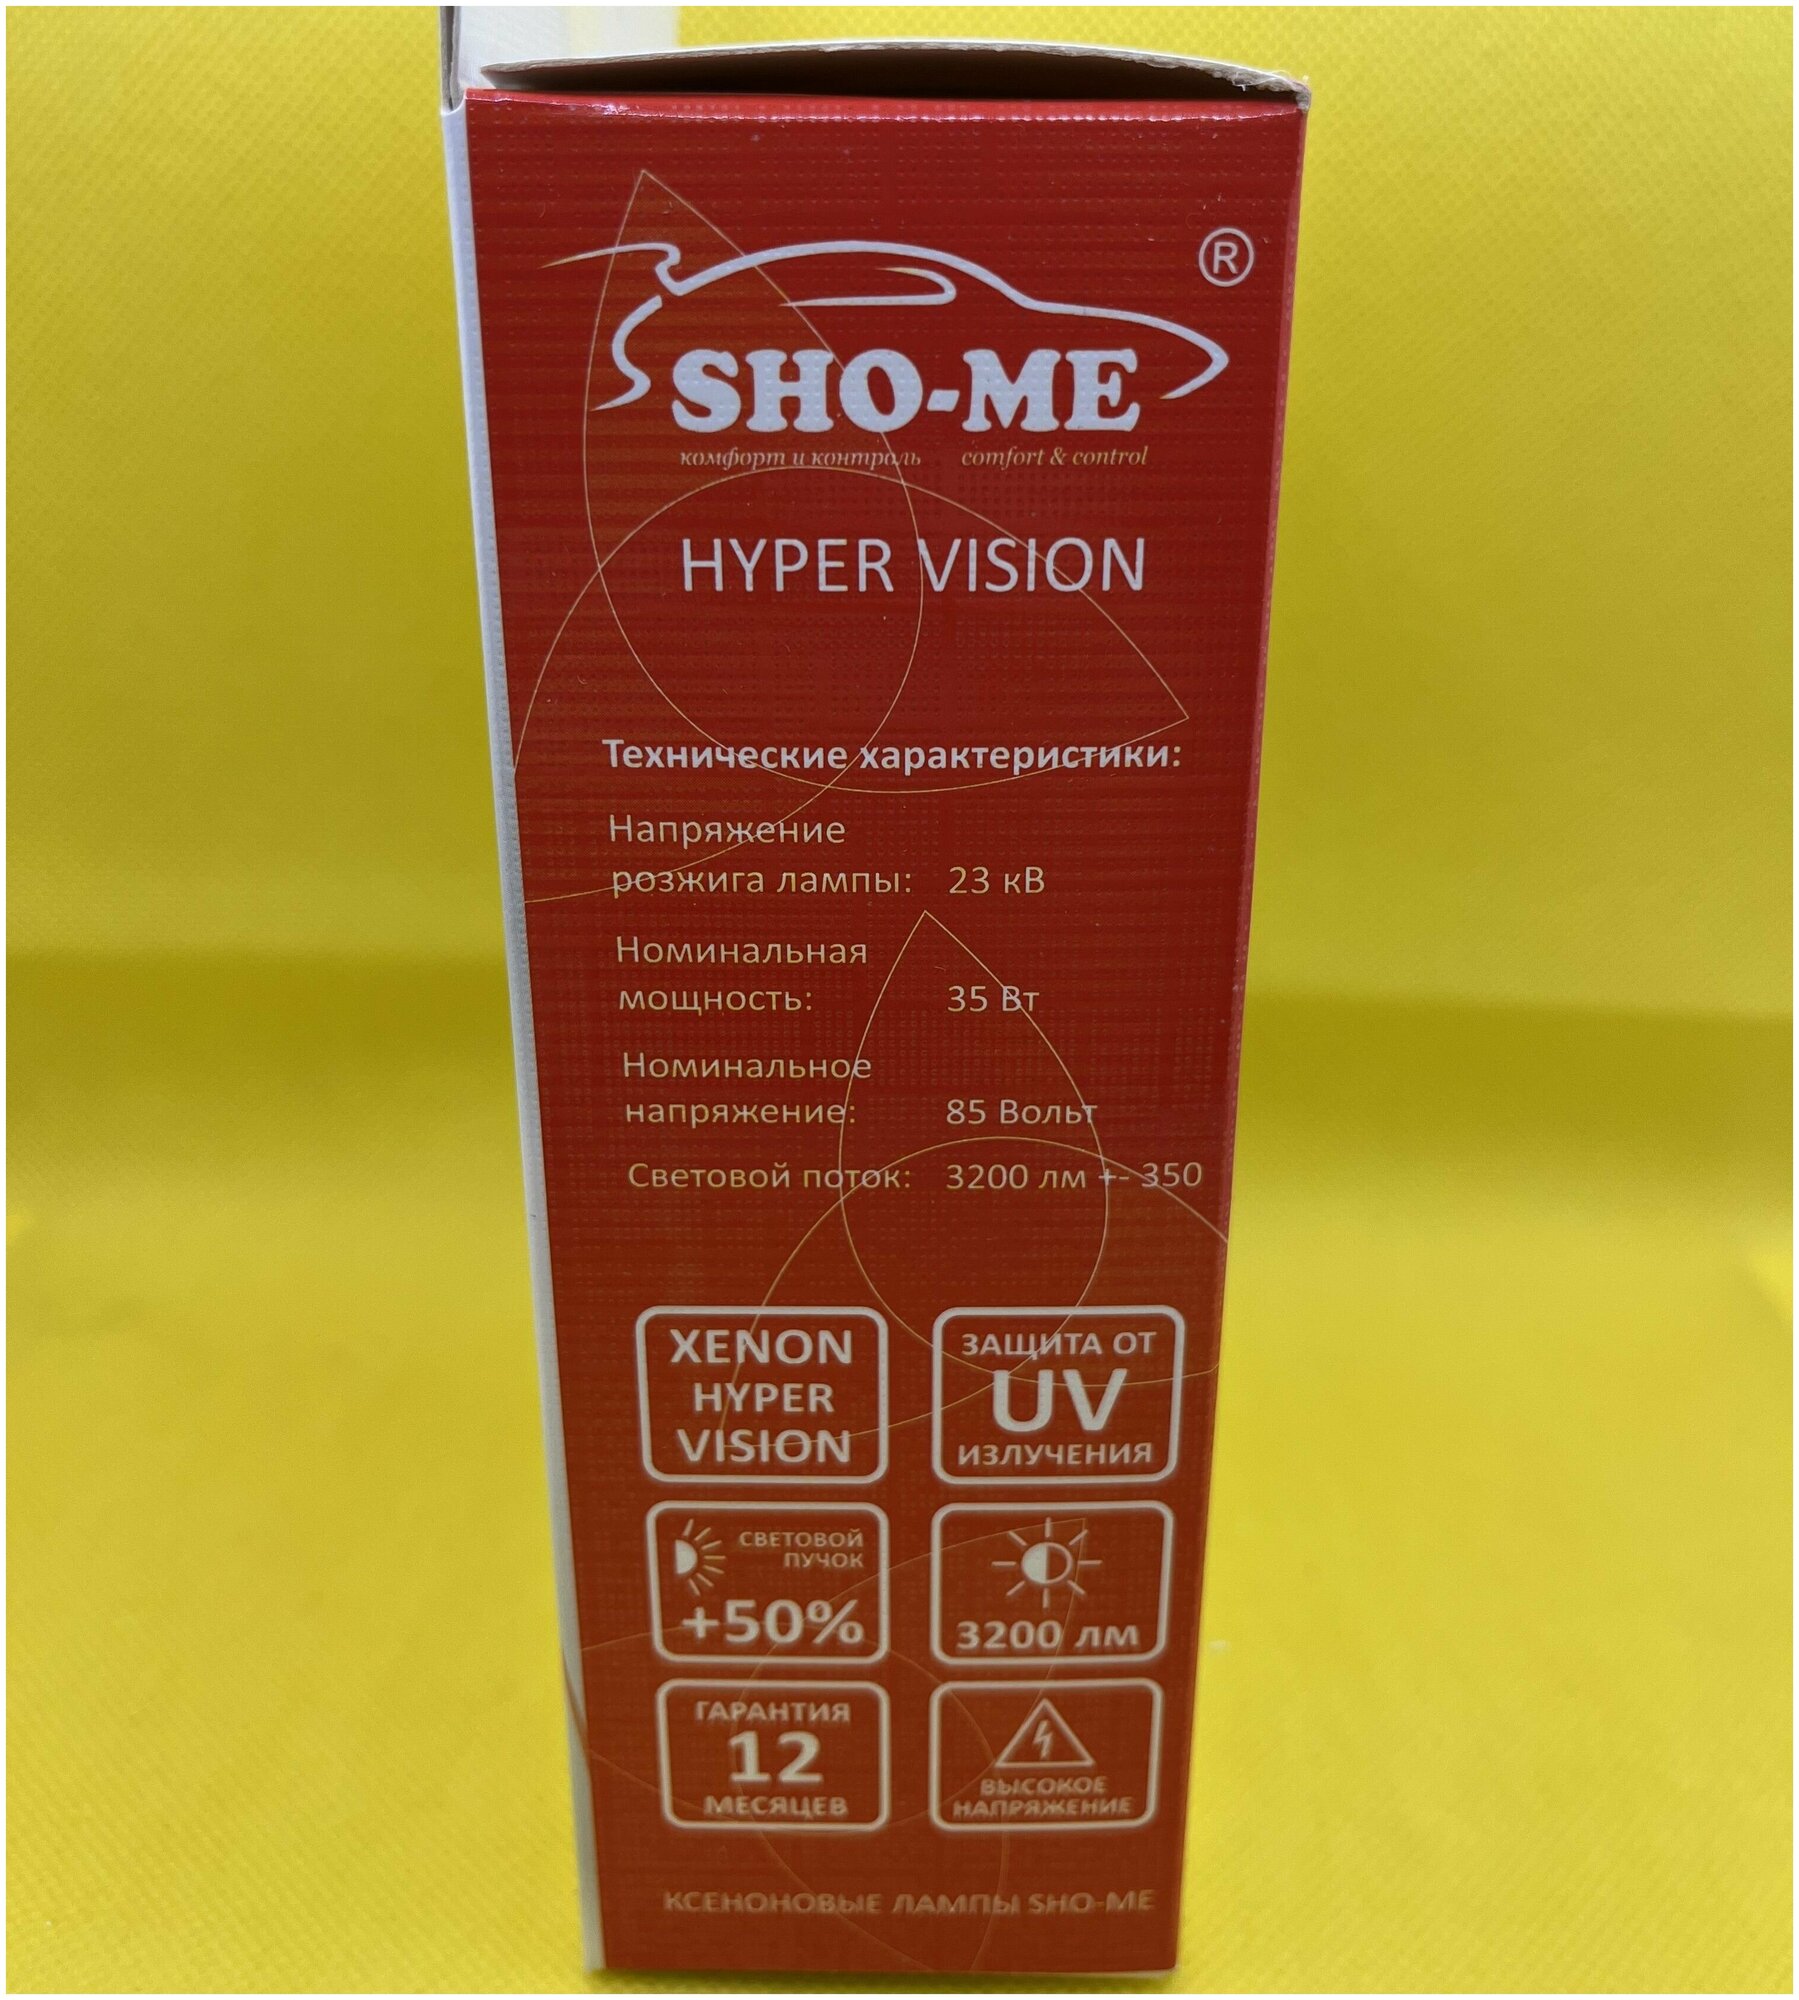 ®
SHO-ME
комфорт и контроль comfort & control
HYPER VISION
Технические характеристики:
Напряжение
розжига лампы: 23 кВ
Номинальная
мощность: 35 Вт
Номинальное
напряжение: 85 Вольт
Световой поток: 3200 лм +- 350
XENON
HYPER
VISION
ЗАЩИТА ОТ
UV
ИЗЛУЧЕНИЯ
СВЕТОВОЙ
ПУЧОК
+50%
3200 лм
ГАРАНТИЯ
12
МЕСЯЦЕВ
ВЫСОКОЕ
НАПРЯЖЕНИЕ
КСЕНОНОВЫЕ ЛАМПЫ SHO-ME